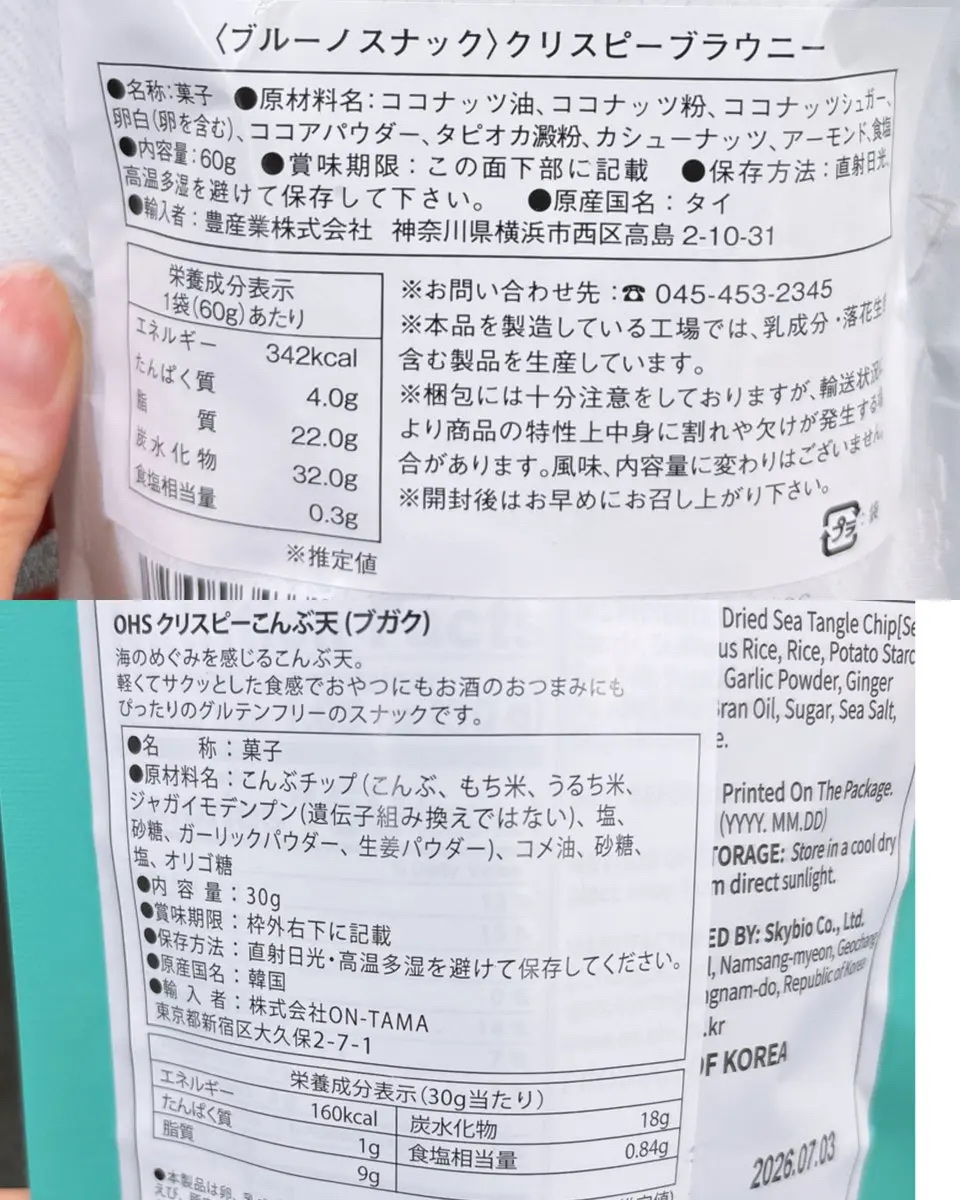 〈ブルーノスナック〉クリスピーブラウニー
●名称:菓子 ●原材料名:ココナッツ油、ココナッツ粉、ココナッツシュガー、
卵白(卵を含む)、ココアパウダー、タピオカ澱粉、カシューナッツ、アーモンド、食塩
●内容量:60g ●賞味期限:この面下部に記載 ●保存方法:直射日光、
高温多湿を避けて保存して下さい。 ●原産国名:タイ
●輸入者:豊産業株式会社 神奈川県横浜市西区高島 2-10-31
栄養成分表示
1袋(60g)あたり
エネルギー 342kcal
たんぱく質 4.0g
脂質 22.0g
炭水化物 32.0g
食塩相当量 0.3g
※推定値
※お問い合わせ先:☎ 045-453-2345
※本品を製造している工場では、乳成分・落花生
含む製品を生産しています。
※梱包には十分注意をしておりますが、輸送状況
より商品の特性上中身に割れや欠けが発生する場
合があります。風味、内容量に変わりはございません。
※開封後はお早めにお召し上がり下さい。
プラ:袋
OHS クリスピーこんぶ天(ブガク)
海のめぐみを感じるこんぶ天。
軽くてサクッとした食感でおやつにもお酒のおつまみにも
ぴったりのグルテンフリーのスナックです。
●名 称:菓子
●原材料名:こんぶチップ(こんぶ、もち米、うるち米、
ジャガイモデンプン(遺伝子組み換えではない)、塩、
砂糖、ガーリックパウダー、生姜パウダー)、コメ油、砂糖、
塩、オリゴ糖
●内容量:30g
●賞味期限:枠外右下に記載
●保存方法:直射日光・高温多湿を避けて保存してください。
●原産国名:韓国
●輸入者:株式会社ON-TAMA
東京都新宿区大久保2-7-1
栄養成分表示(30g当たり)
エネルギー 160kcal 炭水化物 18g
たんぱく質 1g 食塩相当量 0.84g
脂質 9g
●本製品は卵、
Dried Sea Tangle Chip[Se
us Rice, Rice, Potato Starc
Garlic Powder, Ginger
Bran Oil, Sugar, Sea Salt,
e.
Printed On The Package.
(YYYY. MM.DD)
TORAGE: Store in a cool dry
m direct sunlight.
ED BY: Skybio Co., Ltd.
l, Namsang-myeon, Geochang
gnam-do, Republic of Korea
.kr
OF KOREA
2026.07.03